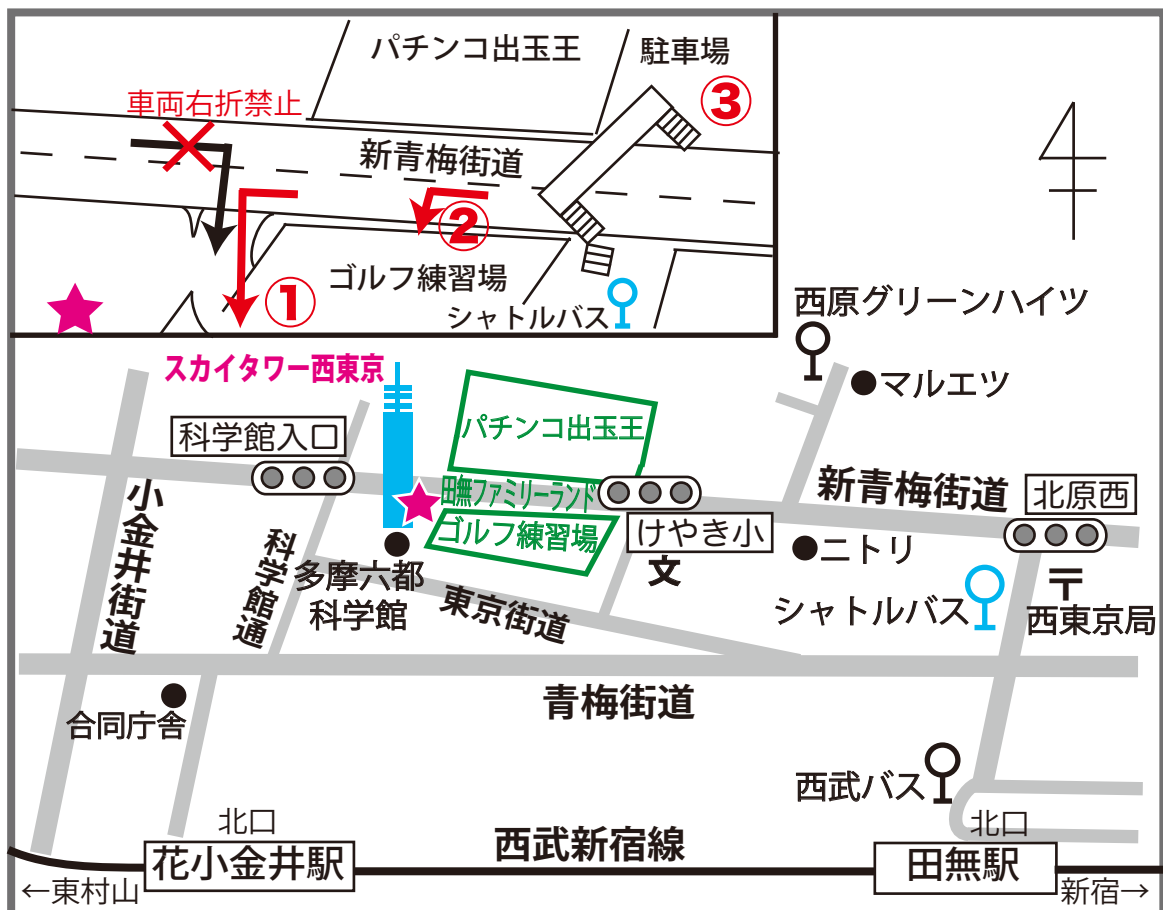 パチンコ出玉王
駐車場
③
車両右折禁止
新青梅街道
②
ゴルフ練習場
①
シャトルバス
西原グリーンハイツ
マルエツ
スカイタワー西東京
パチンコ出玉王
科学館入口
田無ファミリーランド
新青梅街道
北原西
小金井街道
ゴルフ練習場
けやき小
文
ニトリ
科学館通
多摩六都
科学館
東京街道
シャトルバス
〒
西東京局
青梅街道
合同庁舎
西武バス
北口
花小金井駅
西武新宿線
北口
田無駅
←東村山
新宿→